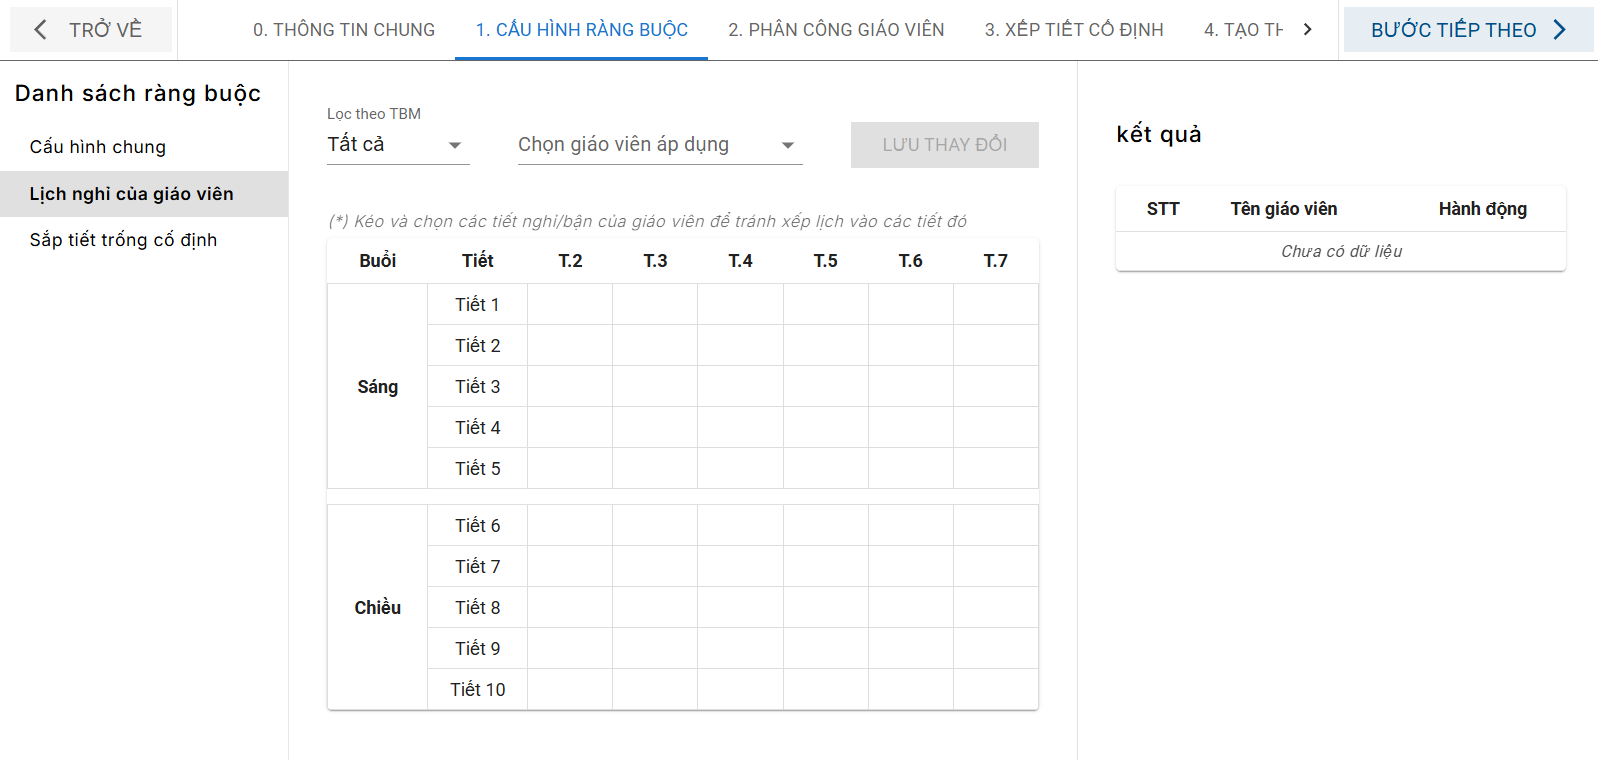 TRỞ VỀ
0. THÔNG TIN CHUNG
1. CẤU HÌNH RÀNG BUỘC
2. PHÂN CÔNG GIÁO VIÊN
3. XẾP TIẾT CỐ ĐỊNH
4. TẠO TH
BƯỚC TIẾP THEO
Danh sách ràng buộc
Cấu hình chung
Lịch nghỉ của giáo viên
Sắp tiết trống cố định
Lọc theo TBM
Tất cả
Chọn giáo viên áp dụng
LƯU THAY ĐỔI
(*) Kéo và chọn các tiết nghỉ/bận của giáo viên để tránh xếp lịch vào các tiết đó
Buổi Tiết T.2 T.3 T.4 T.5 T.6 T.7
Sáng
Tiết 1
Tiết 2
Tiết 3
Tiết 4
Tiết 5
Chiều
Tiết 6
Tiết 7
Tiết 8
Tiết 9
Tiết 10
kết quả
STT Tên giáo viên Hành động
Chưa có dữ liệu